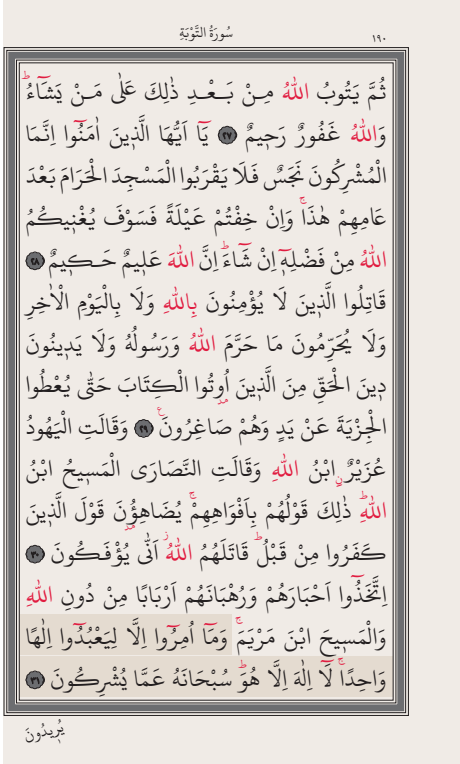 سُورَةُ التَّوْبَةِ ١٩٠
ثُمَّ يَتُوبُ اللّٰهُ مِنْ بَعْدِ ذٰلِكَ عَلٰى مَنْ يَشَٓاءُۜ
وَاللّٰهُ غَفُورٌ رَح۪يمٌ ﴿٢٧﴾ يَٓا اَيُّهَا الَّذ۪ينَ اٰمَنُٓوا اِنَّمَا
الْمُشْرِكُونَ نَجَسٌ فَلَا يَقْرَبُوا الْمَسْجِدَ الْحَرَامَ بَعْدَ
عَامِهِمْ هٰذَاۚ وَاِنْ خِفْتُمْ عَيْلَةً فَسَوْفَ يُغْن۪يكُمُ
اللّٰهُ مِنْ فَضْلِه۪ٓ اِنْ شَٓاءَۜ اِنَّ اللّٰهَ عَل۪يمٌ حَك۪يمٌ ﴿٢٨﴾
قَاتِلُوا الَّذ۪ينَ لَا يُؤْمِنُونَ بِاللّٰهِ وَلَا بِالْيَوْمِ الْاٰخِرِ
وَلَا يُحَرِّمُونَ مَا حَرَّمَ اللّٰهُ وَرَسُولُهُ وَلَا يَد۪ينُونَ
د۪ينَ الْحَقِّ مِنَ الَّذ۪ينَ اُو۫تُوا الْكِتَابَ حَتّٰى يُعْطُوا
الْجِزْيَةَ عَنْ يَدٍ وَهُمْ صَاغِرُونَ۟ ﴿٢٩﴾ وَقَالَتِ الْيَهُودُ
عُزَيْرٌۨ ابْنُ اللّٰهِ وَقَالَتِ النَّصَارَى الْمَس۪يحُ ابْنُ
اللّٰهِۜ ذٰلِكَ قَوْلُهُمْ بِاَفْوَاهِهِمْۚ يُضَاهِؤُ۫نَ قَوْلَ الَّذ۪ينَ
كَفَرُوا مِنْ قَبْلُۜ قَاتَلَهُمُ اللّٰهُۘ اَنّٰى يُؤْفَكُونَ ﴿٣٠﴾
اِتَّخَذُٓوا اَحْبَارَهُمْ وَرُهْبَانَهُمْ اَرْبَابًا مِنْ دُونِ اللّٰهِ
وَالْمَس۪يحَ ابْنَ مَرْيَمَۚ وَمَٓا اُمِرُٓوا اِلَّا لِيَعْبُدُٓوا اِلٰهًا
وَاحِدًاۚ لَٓا اِلٰهَ اِلَّا هُوَۜ سُبْحَانَهُ عَمَّا يُشْرِكُونَ ﴿٣١﴾
يُر۪يدُونَ